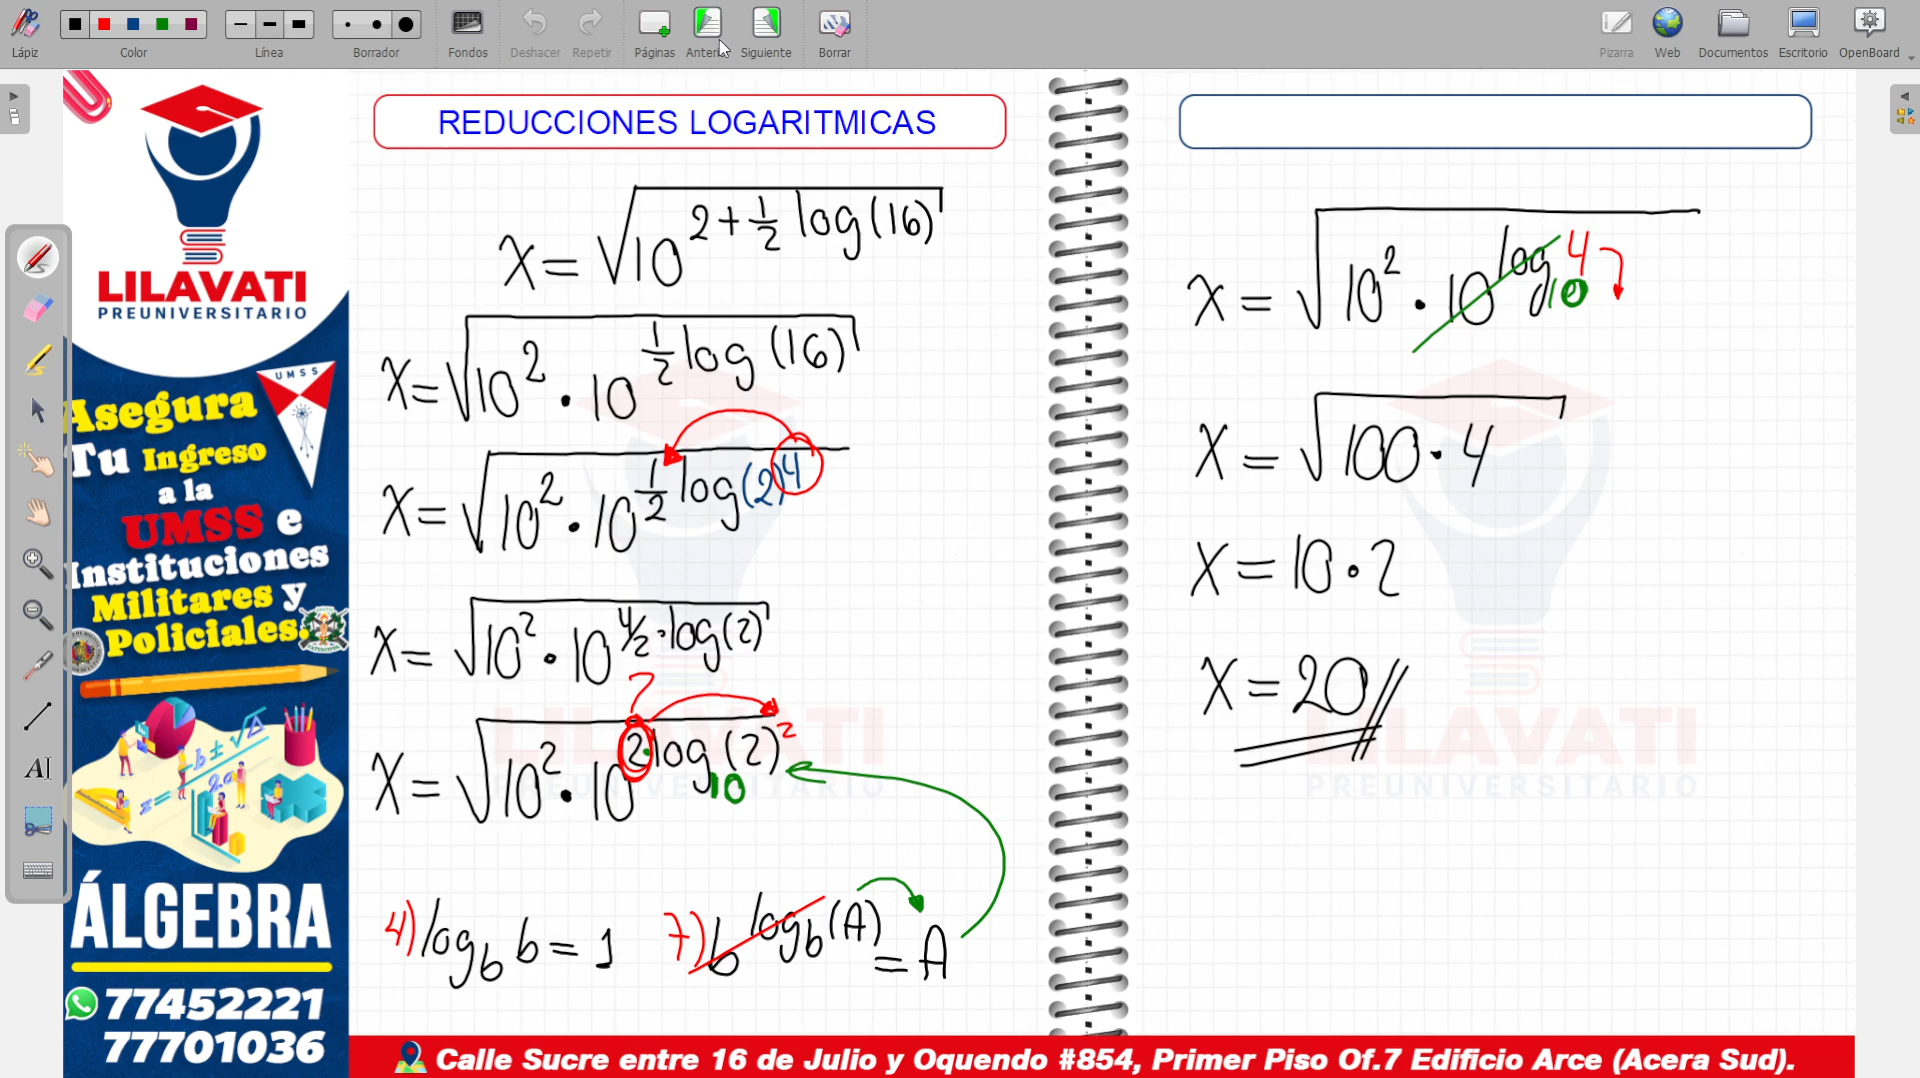 Lápiz Color Línea Borrador Fondos Deshacer Repetir Páginas Anterior Siguiente Borrar Pizarra Web Documentos Escritorio OpenBoard
LILAVATI
PREUNIVERSITARIO
UMSS
Asegura
Tu Ingreso
a la
UMSS e
Instituciones
Militares y
Policiales.
ÁLGEBRA
77452221
77701036
REDUCCIONES LOGARITMICAS
X = √(10^(2 + 1/2 log(16)))
X = √(10² · 10^(1/2 log(16)))
X = √(10² · 10^(1/2 log(2)⁴))
X = √(10² · 10^(4/2 · log(2)))
7
X = √(10² · 10^(2·log₁₀(2)²))
4) log_b b = 1 7) b^(log_b(A)) = A
X = √(10² · 10^(log₁₀ 4))
X = √(100 · 4)
X = 10 · 2
X = 20 //
LILAVATI
PREUNIVERSITARIO
Calle Sucre entre 16 de Julio y Oquendo #854, Primer Piso Of.7 Edificio Arce (Acera Sud).